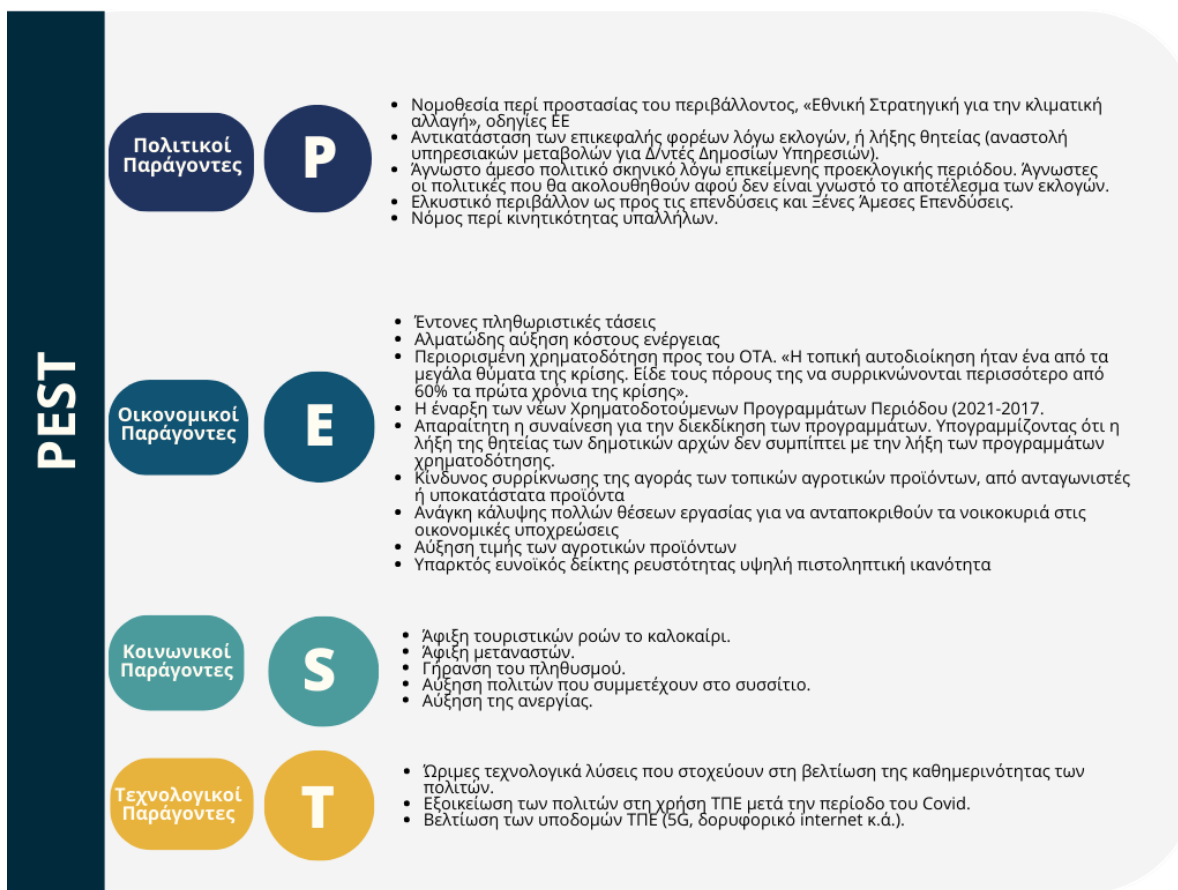 PEST
Πολιτικοί
Παράγοντες
P
• Νομοθεσία περί προστασίας του περιβάλλοντος, «Εθνική Στρατηγική για την κλιματική
αλλαγή», οδηγίες ΕΕ
• Αντικατάσταση των επικεφαλής φορέων λόγω εκλογών, ή λήξης θητείας (αναστολή
υπηρεσιακών μεταβολών για Δ/ντές Δημοσίων Υπηρεσιών).
• Άγνωστο άμεσο πολιτικό σκηνικό λόγω επικείμενης προεκλογικής περιόδου. Άγνωστες
οι πολιτικές που θα ακολουθηθούν αφού δεν είναι γνωστό το αποτέλεσμα των εκλογών.
• Ελκυστικό περιβάλλον ως προς τις επενδύσεις και Ξένες Άμεσες Επενδύσεις.
• Νόμος περί κινητικότητας υπαλλήλων.
Οικονομικοί
Παράγοντες
E
• Έντονες πληθωριστικές τάσεις
• Αλματώδης αύξηση κόστους ενέργειας
• Περιορισμένη χρηματοδότηση προς του ΟΤΑ. «Η τοπική αυτοδιοίκηση ήταν ένα από τα
μεγάλα θύματα της κρίσης. Είδε τους πόρους της να συρρικνώνονται περισσότερο από
60% τα πρώτα χρόνια της κρίσης».
• Η έναρξη των νέων Χρηματοδοτούμενων Προγραμμάτων Περιόδου (2021-2017.
• Απαραίτητη η συναίνεση για την διεκδίκηση των προγραμμάτων. Υπογραμμίζοντας ότι η
λήξη της θητείας των δημοτικών αρχών δεν συμπίπτει με την λήξη των προγραμμάτων
χρηματοδότησης.
• Κίνδυνος συρρίκνωσης της αγοράς των τοπικών αγροτικών προϊόντων, από ανταγωνιστές
ή υποκατάστατα προϊόντα
• Ανάγκη κάλυψης πολλών θέσεων εργασίας για να ανταποκριθούν τα νοικοκυριά στις
οικονομικές υποχρεώσεις
• Αύξηση τιμής των αγροτικών προϊόντων
• Υπαρκτός ευνοϊκός δείκτης ρευστότητας υψηλή πιστοληπτική ικανότητα
Κοινωνικοί
Παράγοντες
S
• Άφιξη τουριστικών ροών το καλοκαίρι.
• Άφιξη μεταναστών.
• Γήρανση του πληθυσμού.
• Αύξηση πολιτών που συμμετέχουν στο συσσίτιο.
• Αύξηση της ανεργίας.
Τεχνολογικοί
Παράγοντες
T
• Ώριμες τεχνολογικά λύσεις που στοχεύουν στη βελτίωση της καθημερινότητας των
πολιτών.
• Εξοικείωση των πολιτών στη χρήση ΤΠΕ μετά την περίοδο του Covid.
• Βελτίωση των υποδομών ΤΠΕ (5G, δορυφορικό internet κ.ά.).